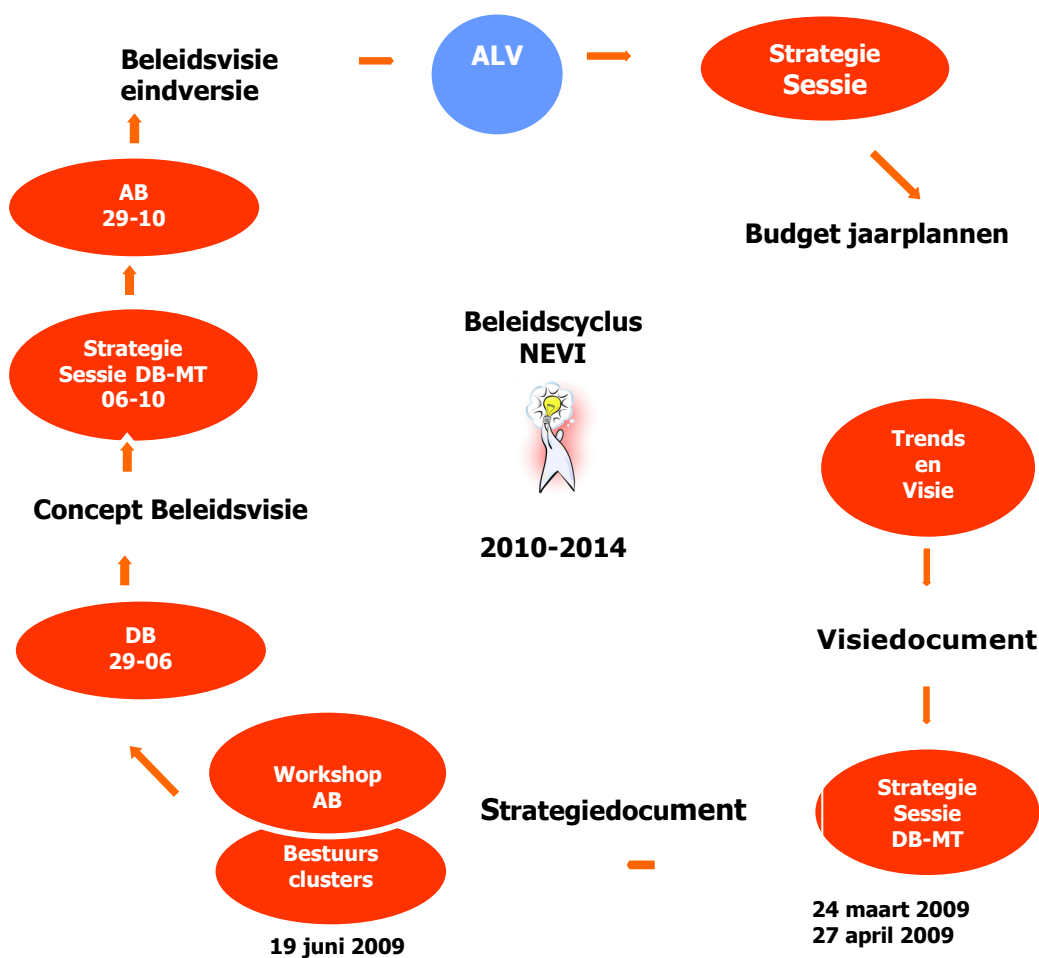 Beleidsvisie
eindversie
ALV
Strategie
Sessie
AB
29-10
Budget jaarplannen
Strategie
Sessie DB-MT
06-10
Beleidscyclus
NEVI
Trends
en
Visie
Concept Beleidsvisie
2010-2014
DB
29-06
Visiedocument
Workshop
AB
Strategiedocument
Strategie
Sessie
DB-MT
Bestuurs
clusters
24 maart 2009
27 april 2009
19 juni 2009